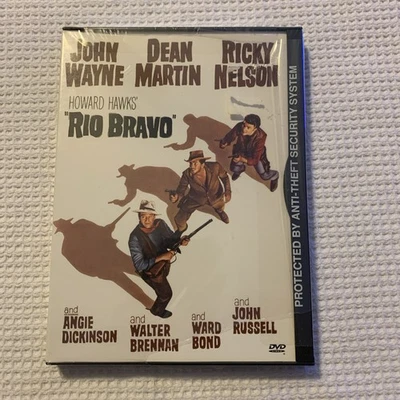 JOHN WAYNE
DEAN MARTIN
RICKY NELSON
HOWARD HAWKS'
"RIO BRAVO"
and ANGIE DICKINSON
and WALTER BRENNAN
and WARD BOND
and JOHN RUSSELL
DVD
PROTECTED BY ANTI-THEFT SECURITY SYSTEM